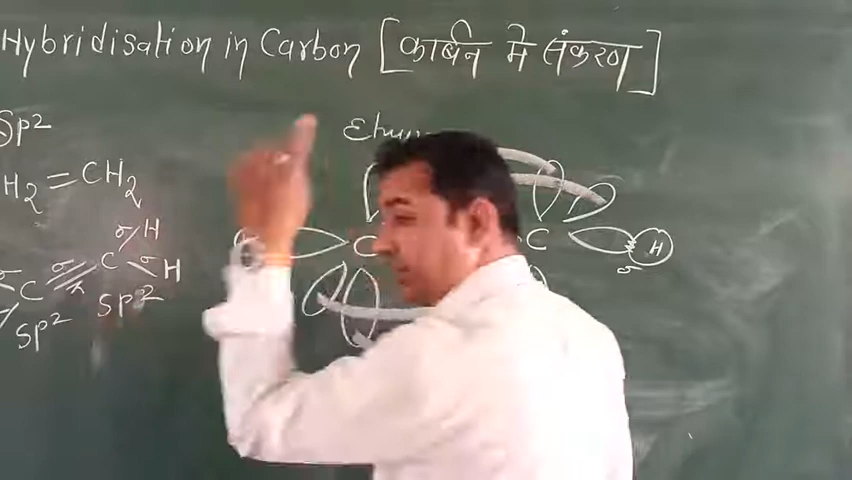 Hybridisation in Carbon [कार्बन मे संकरण]
Sp²
H₂ = CH₂
σ H
σ C σ H
C σ π
Sp²
Sp²
C C H
σ